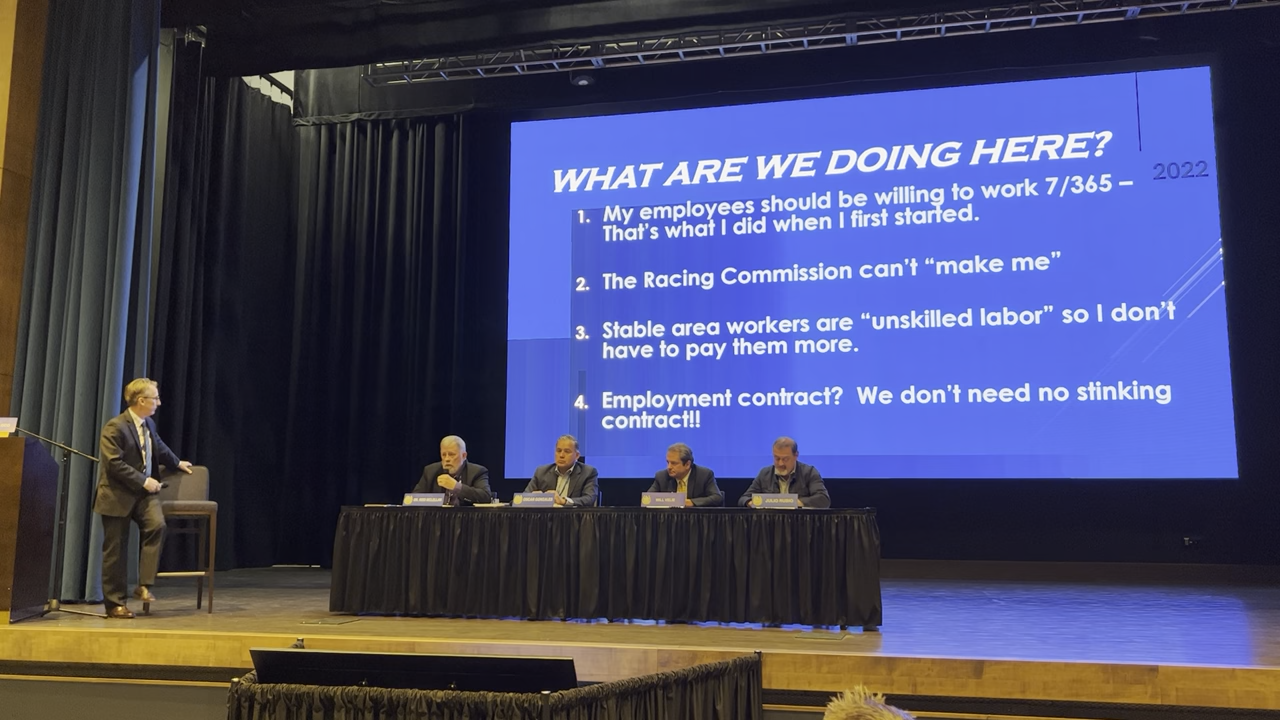 WHAT ARE WE DOING HERE?
2022
1. My employees should be willing to work 7/365 –
That's what I did when I first started.
2. The Racing Commission can't “make me”
3. Stable area workers are “unskilled labor” so I don't
have to pay them more.
4. Employment contract? We don't need no stinking
contract!!
JULIO RUBIO